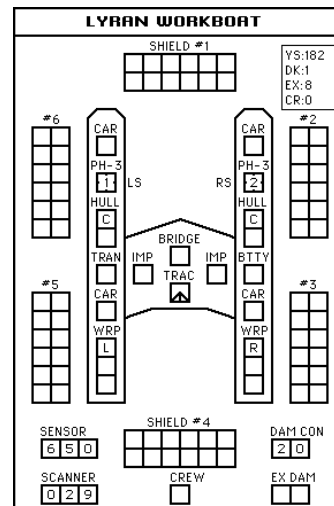 LYRAN WORKBOAT
SHIELD #1
YS:182
DK:1
EX:8
CR:0
#6
#2
CAR
CAR
PH-3
PH-3
1
LS
RS
2
HULL
HULL
C
C
BRIDGE
TRAN
IMP
IMP
BTTY
TRAC
#5
#3
CAR
CAR
WRP
WRP
L
R
SENSOR
SHIELD #4
DAM CON
6 5 0
2 0
SCANNER
CREW
EX DAM
0 2 9